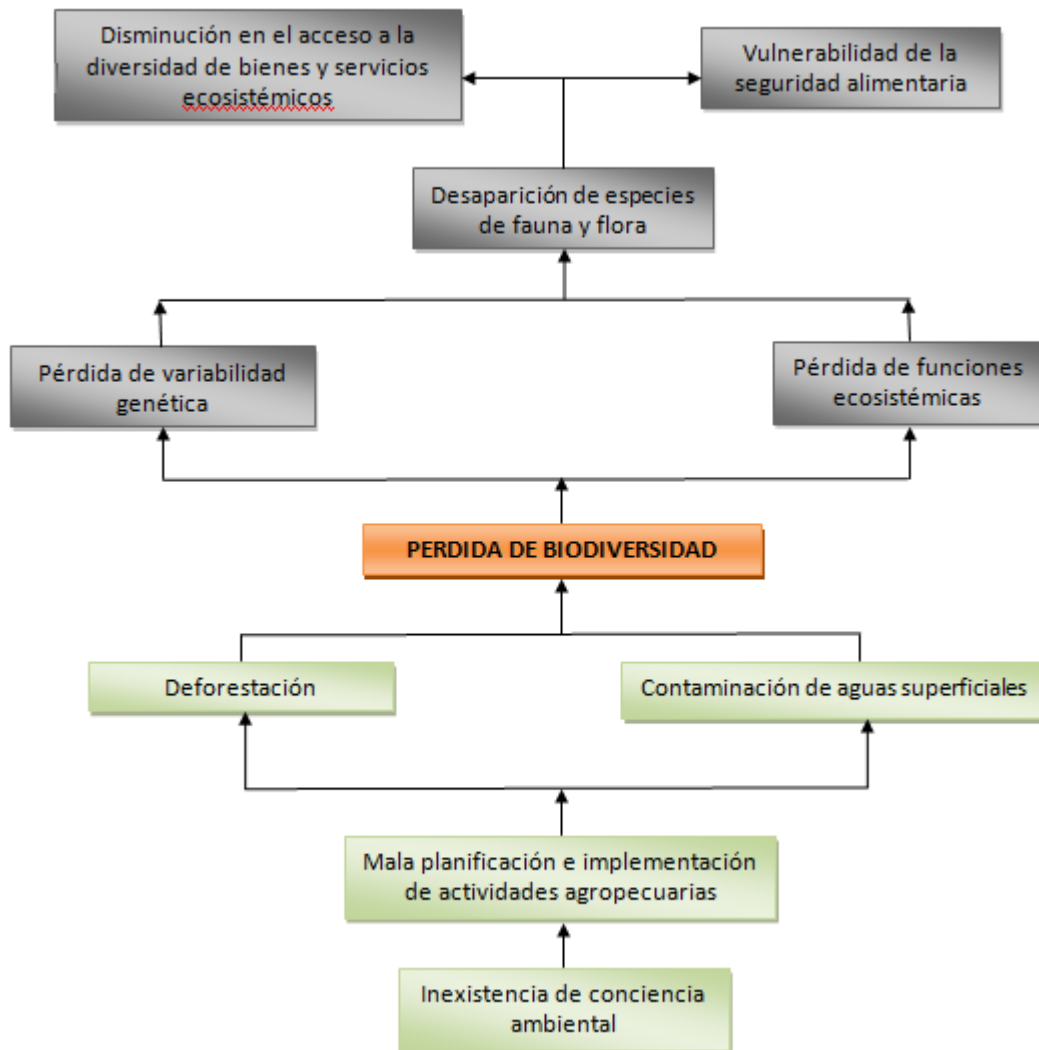 Disminución en el acceso a la
diversidad de bienes y servicios
ecosistémicos
Vulnerabilidad de la
seguridad alimentaria
Desaparición de especies
de fauna y flora
Pérdida de variabilidad
genética
Pérdida de funciones
ecosistémicas
PERDIDA DE BIODIVERSIDAD
Deforestación
Contaminación de aguas superficiales
Mala planificación e implementación
de actividades agropecuarias
Inexistencia de conciencia
ambiental